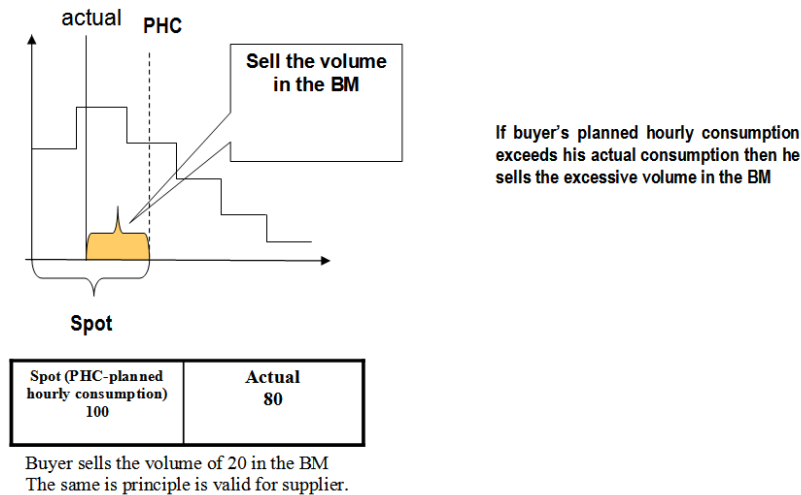 actual
PHC
Sell the volume
in the BM
If buyer's planned hourly consumption
exceeds his actual consumption then he
sells the excessive volume in the BM
Spot
Spot (PHC-planned
hourly consumption)
100
Actual
80
Buyer sells the volume of 20 in the BM
The same is principle is valid for supplier.